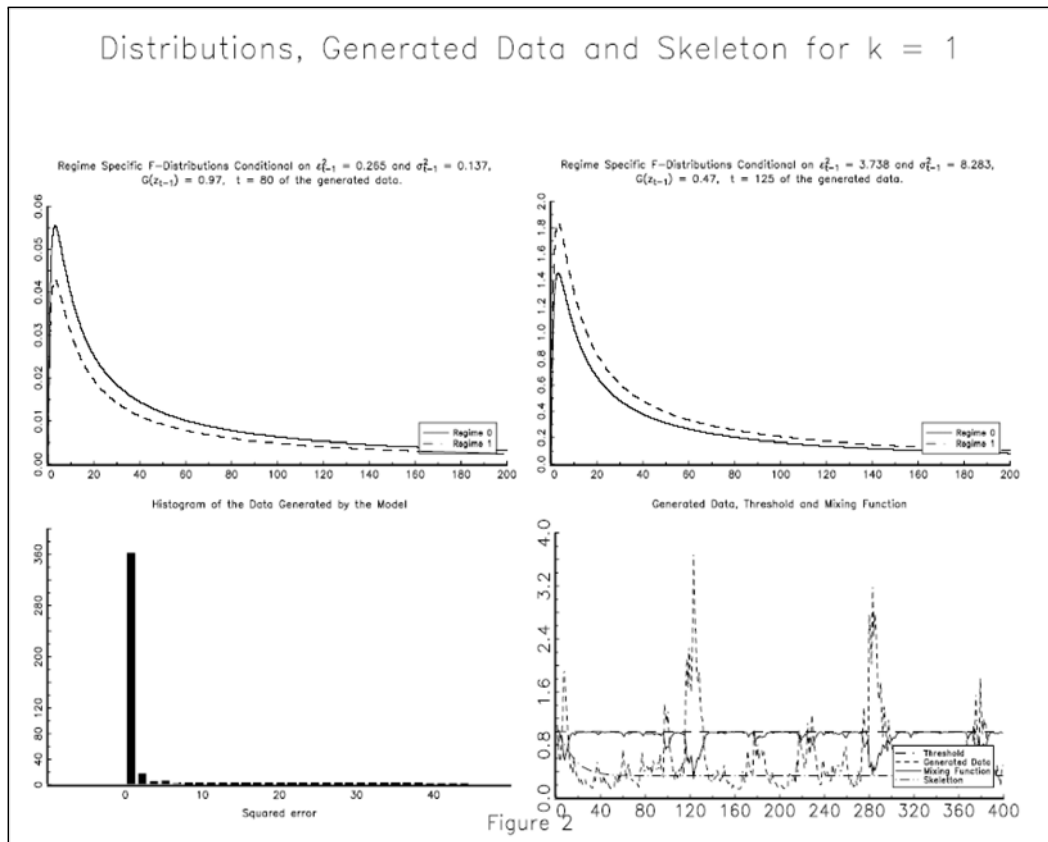 Distributions, Generated Data and Skeleton for k = 1
Regime Specific F-Distributions Conditional on ε²t-1 = 0.265 and σ²t-1 = 0.137,
G(zt-1) = 0.97, t = 80 of the generated data.
0.06
0.05
0.04
0.03
0.02
0.01
0.00
0 20 40 60 80 100 120 140 160 180 200
Regime 0
Regime 1
Regime Specific F-Distributions Conditional on ε²t-1 = 3.738 and σ²t-1 = 8.283,
G(zt-1) = 0.47, t = 125 of the generated data.
2.0
1.8
1.6
1.4
1.2
1.0
0.8
0.6
0.4
0.2
0.0
0 20 40 60 80 100 120 140 160 180 200
Regime 0
Regime 1
Histogram of the Data Generated by the Model
360
280
200
160
120
80
40
0
0 10 20 30 40
Squared error
Generated Data, Threshold and Mixing Function
4.0
3.2
2.4
1.6
0.8
0.0
0 40 80 120 160 200 240 280 320 360 400
Threshold
Generated Data
Mixing Function
Skeletton
Figure 2